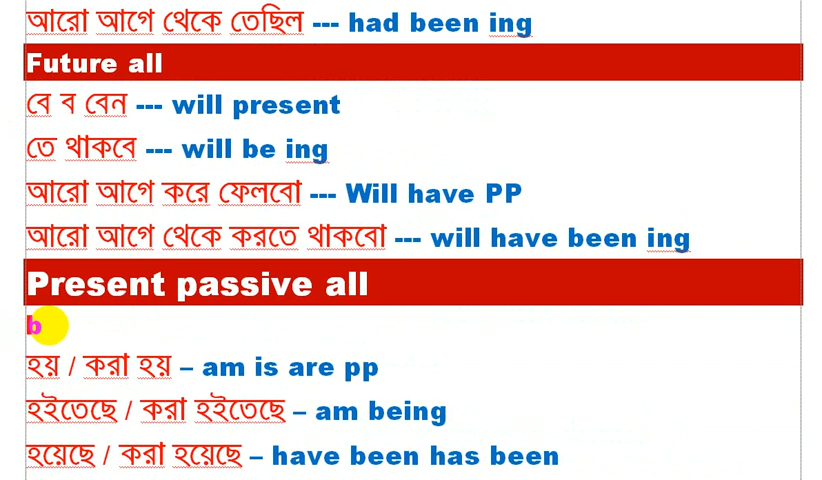 আরো আগে থেকে তেছিল --- had been ing
Future all
বে ব বেন --- will present
তে থাকবে --- will be ing
আরো আগে করে ফেলবো --- Will have PP
আরো আগে থেকে করতে থাকবো --- will have been ing
Present passive all
b
হয় / করা হয় – am is are pp
হইতেছে / করা হইতেছে – am being
হয়েছে / করা হয়েছে – have been has been